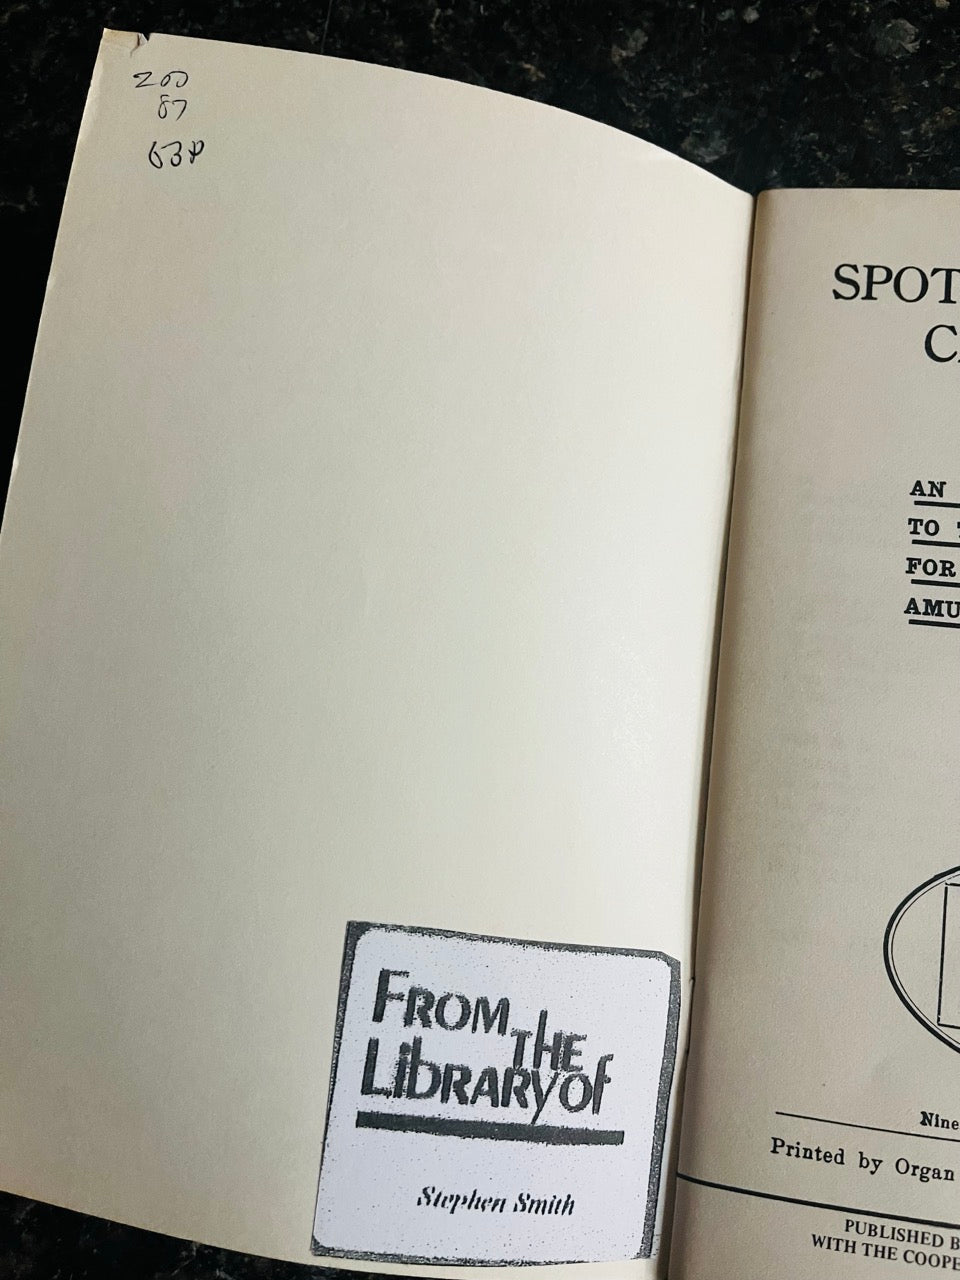 200
87
63P
FROM THE
LIBRARY of
Stephen Smith
SPOT
C
AN
TO
FOR
AMU
Nine
Printed by Organ
PUBLISHED B
WITH THE COOPE